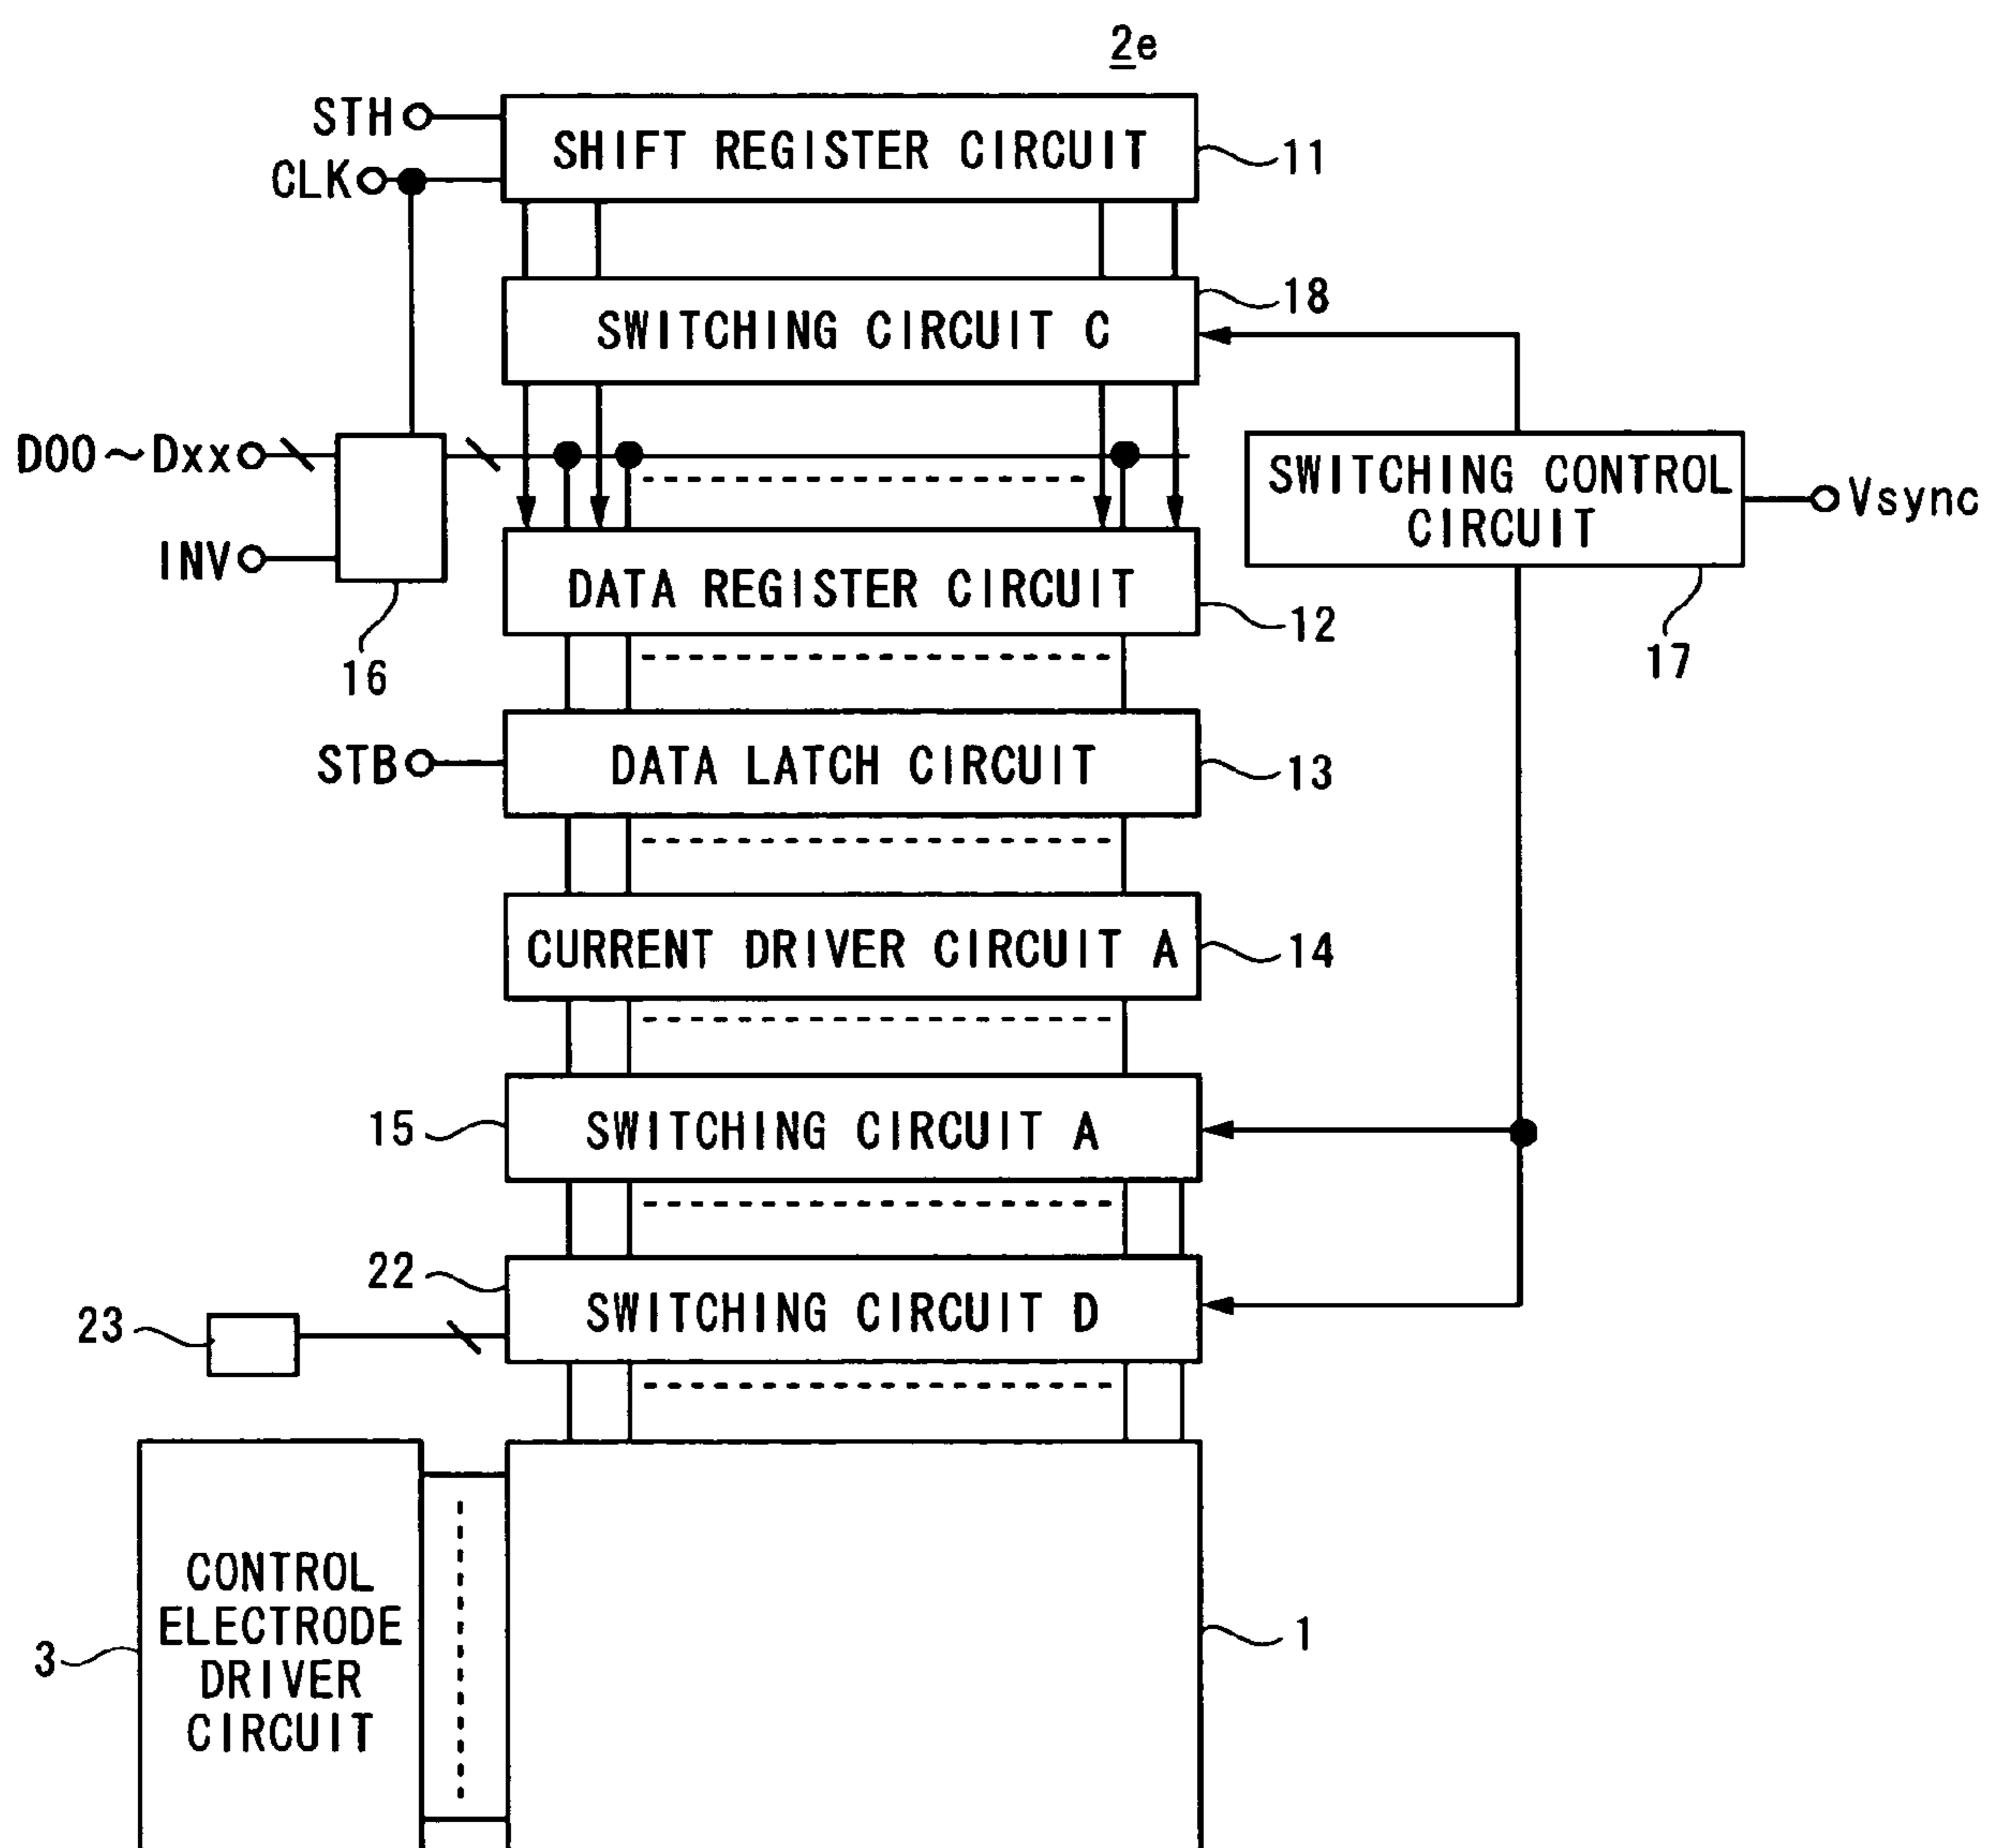 2e
STH
SHIFT REGISTER CIRCUIT
11
CLK
18
SWITCHING CIRCUIT C
D00~Dxx
SWITCHING CONTROL
CIRCUIT
Vsync
INV
DATA REGISTER CIRCUIT
12
16
17
STB
DATA LATCH CIRCUIT
13
CURRENT DRIVER CIRCUIT A
14
15
SWITCHING CIRCUIT A
22
SWITCHING CIRCUIT D
23
CONTROL
ELECTRODE
DRIVER
CIRCUIT
3
1